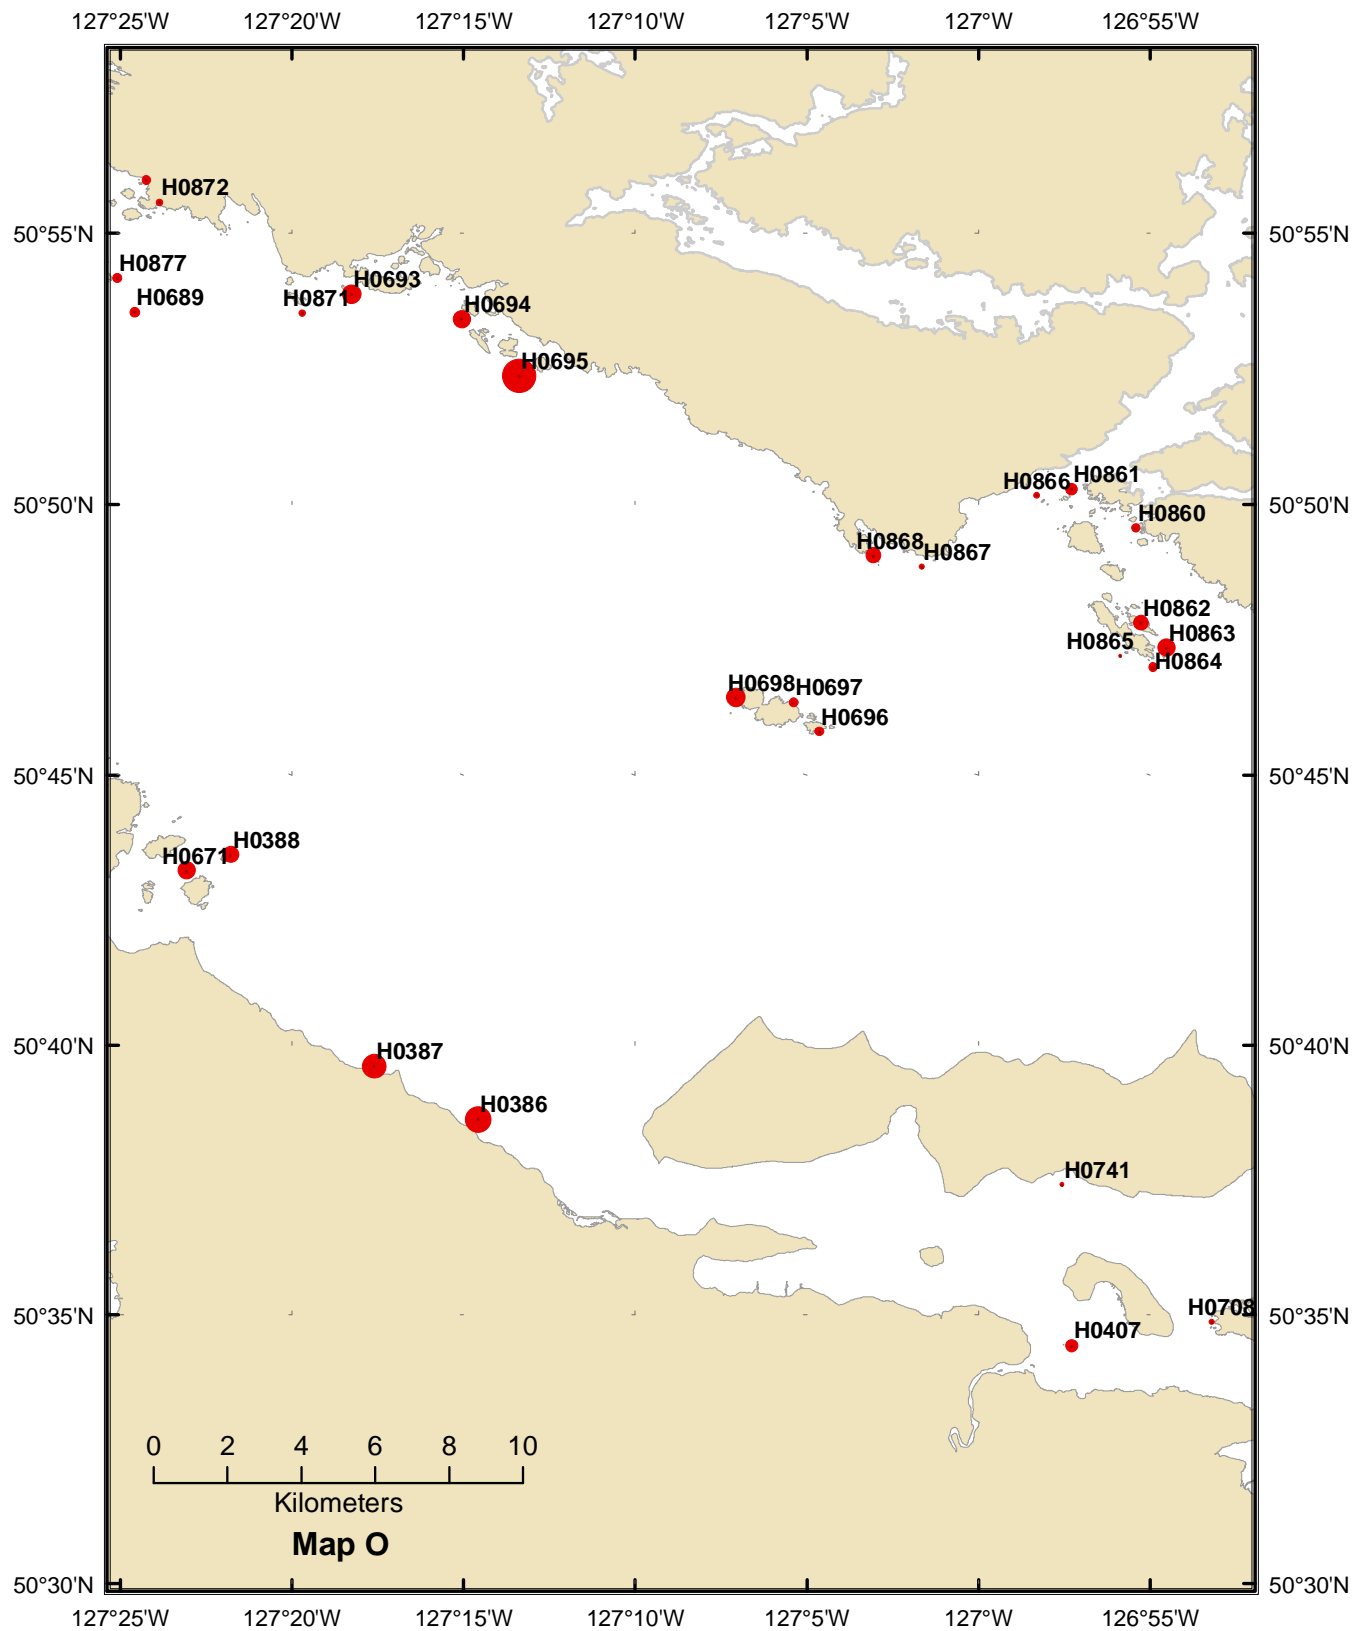 127°25'W 127°20'W 127°15'W 127°10'W 127°5'W 127°W 126°55'W
H0872
50°55'N 50°55'N
H0877
H0693
H0689
H0871
H0694
H0695
H0861
H0866
50°50'N 50°50'N
H0860
H0868
H0867
H0862
H0863
H0865
H0864
H0698
H0697
H0696
50°45'N 50°45'N
H0388
H0671
50°40'N 50°40'N
H0387
H0386
H0741
H0708
50°35'N 50°35'N
H0407
0 2 4 6 8 10
Kilometers
Map O
50°30'N 50°30'N
127°25'W 127°20'W 127°15'W 127°10'W 127°5'W 127°W 126°55'W